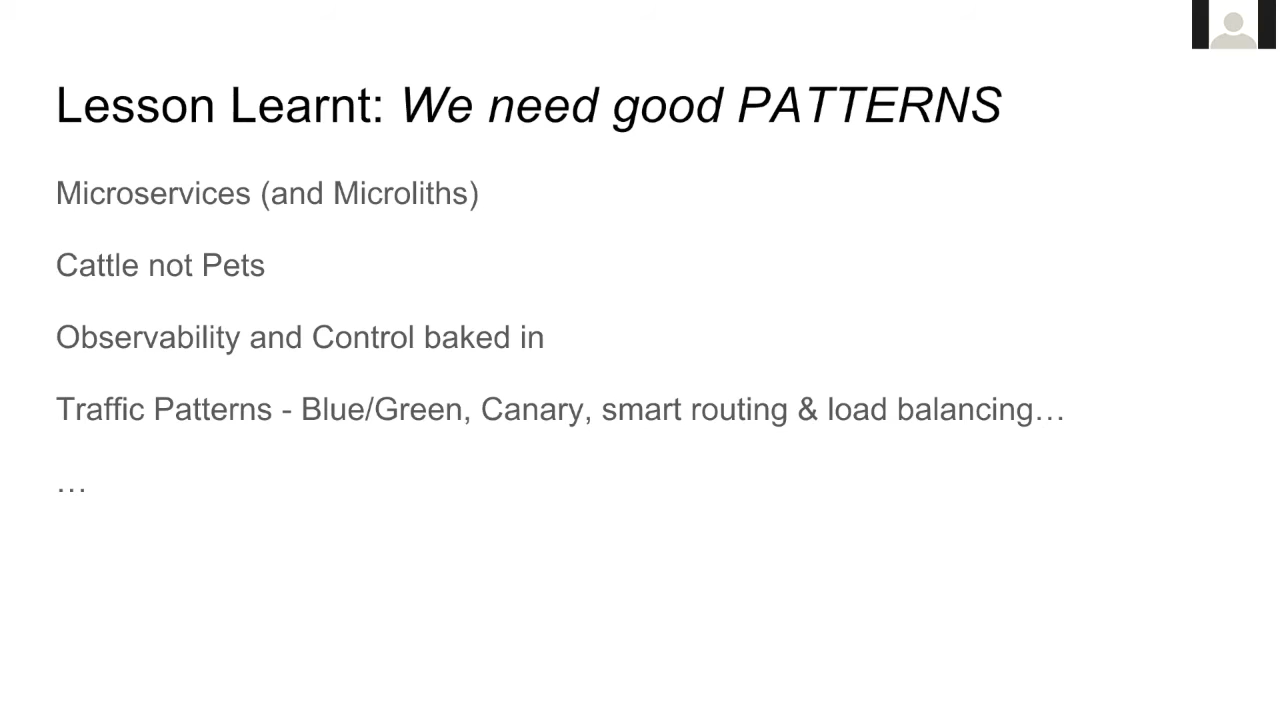 Lesson Learnt: We need good PATTERNS
Microservices (and Microliths)
Cattle not Pets
Observability and Control baked in
Traffic Patterns - Blue/Green, Canary, smart routing & load balancing…
…